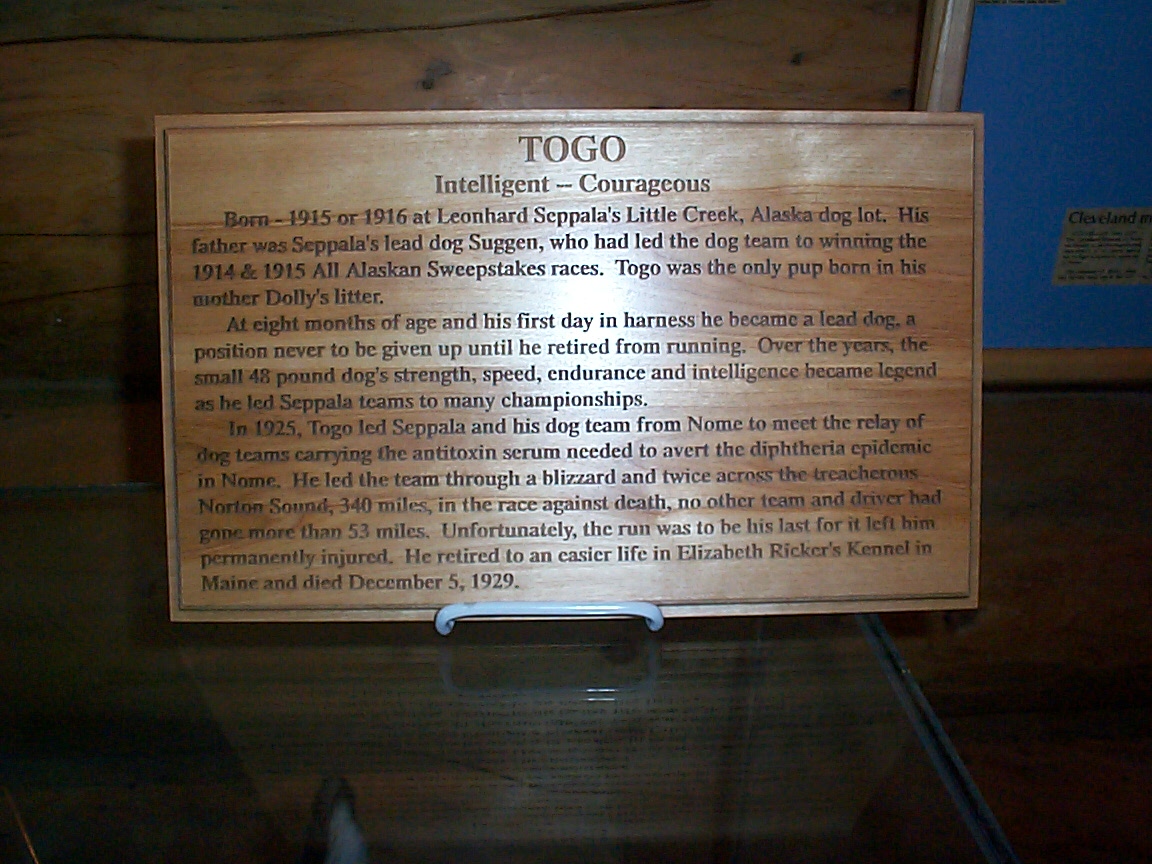 TOGO
Intelligent -- Courageous
Born - 1915 or 1916 at Leonhard Seppala's Little Creek, Alaska dog lot. His
father was Seppala's lead dog Suggen, who had led the dog team to winning the
1914 & 1915 All Alaskan Sweepstakes races. Togo was the only pup born in his
mother Dolly's litter.
At eight months of age and his first day in harness he became a lead dog, a
position never to be given up until he retired from running. Over the years, the
small 48 pound dog's strength, speed, endurance and intelligence became legend
as he led Seppala teams to many championships.
In 1925, Togo led Seppala and his dog team from Nome to meet the relay of
dog teams carrying the antitoxin serum needed to avert the diphtheria epidemic
in Nome. He led the team through a blizzard and twice across the treacherous
Norton Sound, 340 miles, in the race against death, no other team and driver had
gone more than 53 miles. Unfortunately, the run was to be his last for it left him
permanently injured. He retired to an easier life in Elizabeth Ricker's Kennel in
Maine and died December 5, 1929.
Cleveland